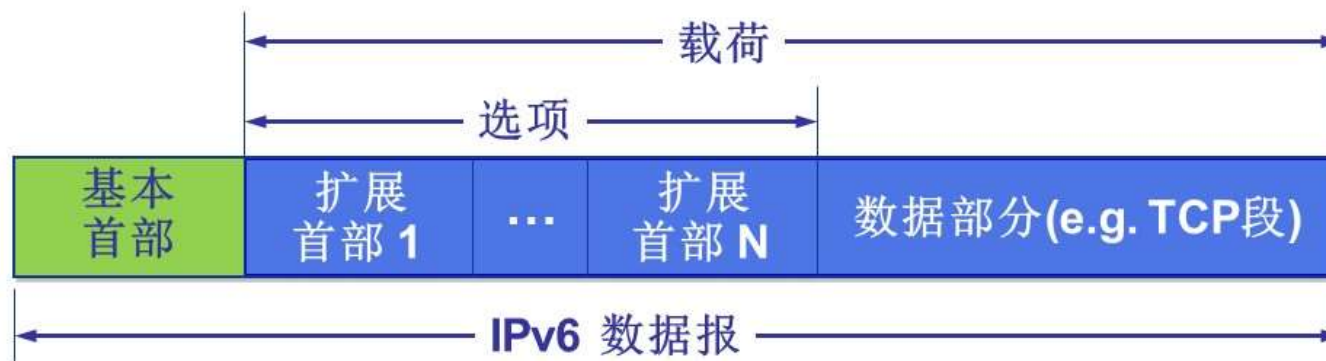 载荷
选项
基本
首部
扩展
首部 1
...
扩展
首部 N
数据部分(e.g. TCP段)
IPv6 数据报